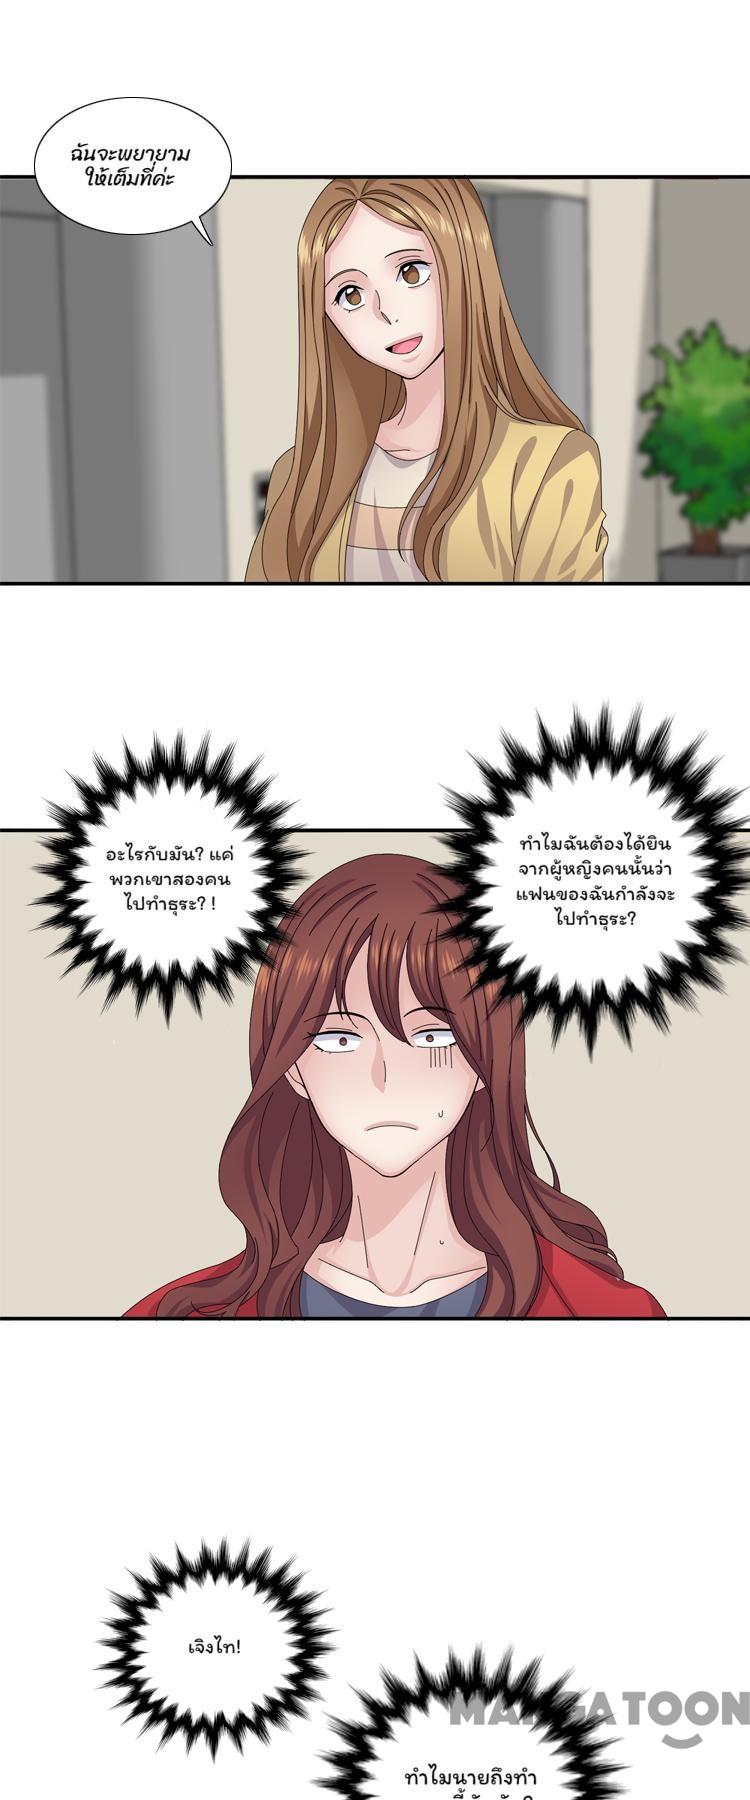 ฉันจะพยายาม
ให้เต็มที่ค่ะ
อะไรกับมัน? แค่
พวกเขาสองคน
ไปทำธุระ? !
ทำไมฉันต้องได้ยิน
จากผู้หญิงคนนั้นว่า
แฟนของฉันกำลังจะ
ไปทำธุระ?
เจิงไท!
MANGA TOON
ทำไมนายถึงทำ